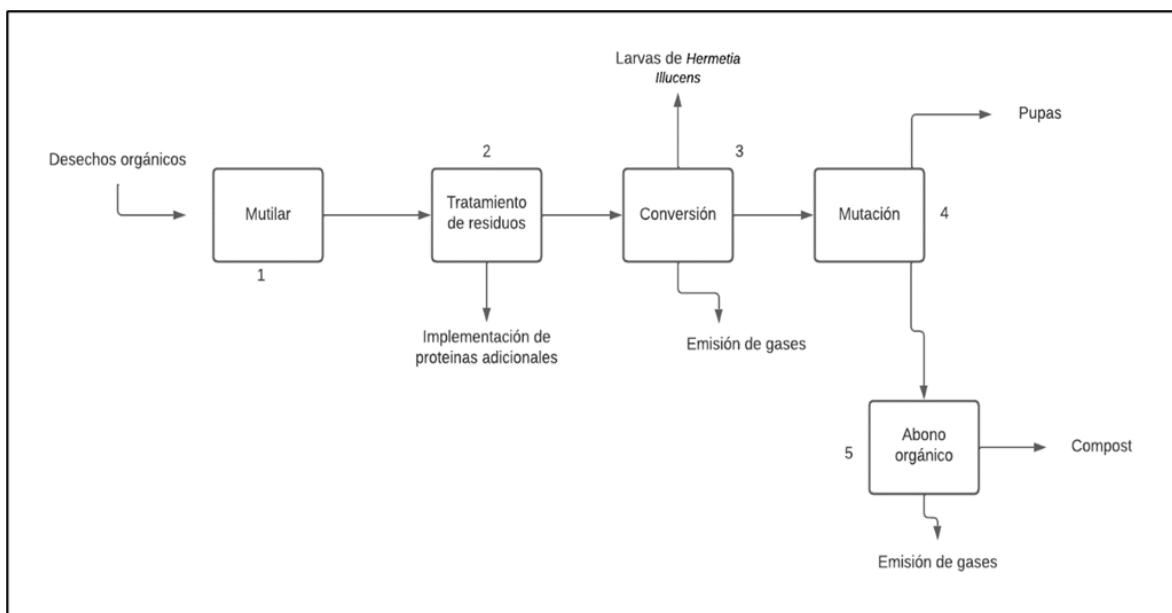 Larvas de Hermetia
Illucens
Pupas
Desechos orgánicos
2
3
Mutilar
Tratamiento
de residuos
Conversión
Mutación
4
1
Implementación de
proteinas adicionales
Emisión de gases
5
Abono
orgánico
Compost
Emisión de gases